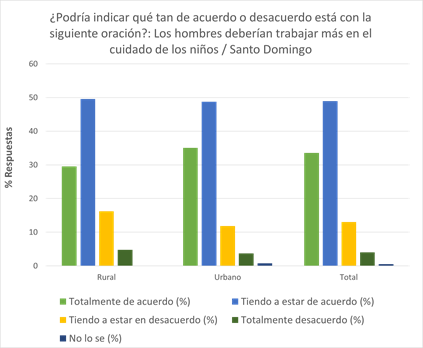 ¿Podría indicar qué tan de acuerdo o desacuerdo está con la
siguiente oración?: Los hombres deberían trabajar más en el
cuidado de los niños / Santo Domingo
% Respuestas
60
50
40
30
20
10
0
Rural Urbano Total
Totalmente de acuerdo (%) Tiendo a estar de acuerdo (%)
Tiendo a estar en desacuerdo (%) Totalmente desacuerdo (%)
No lo se (%)